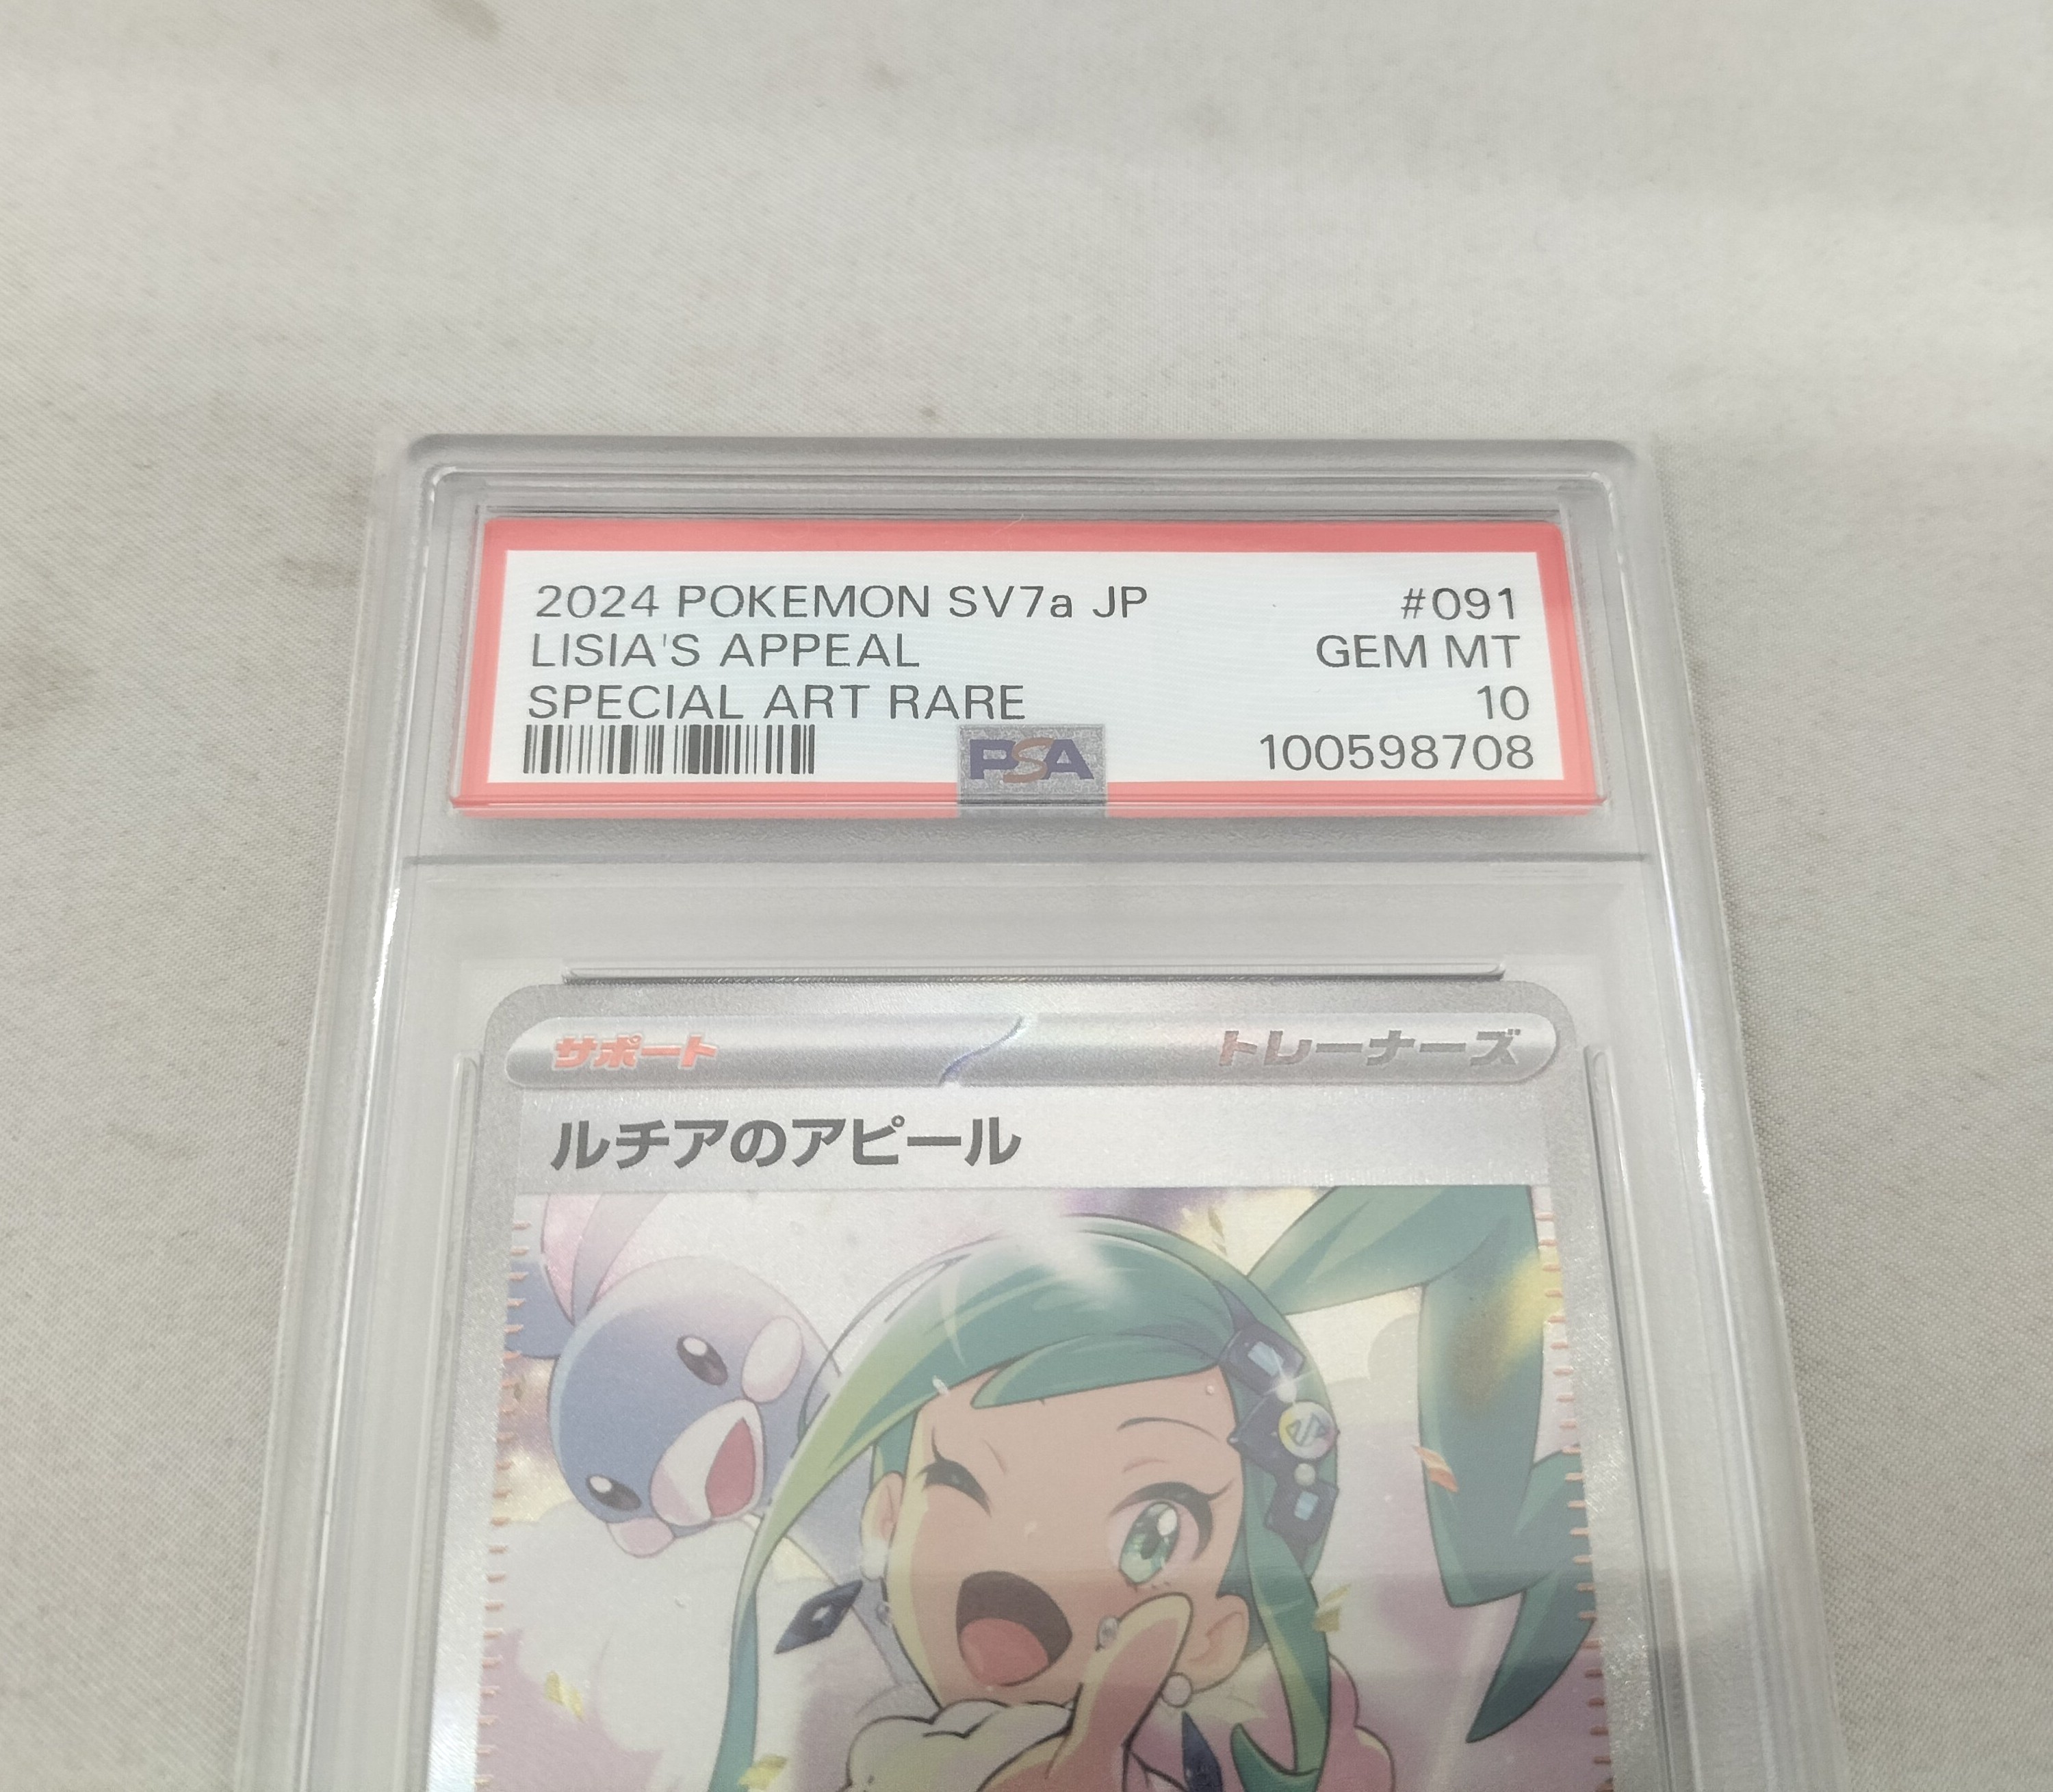 2024 POKEMON SV7a JP #091
LISIA'S APPEAL GEM MT
SPECIAL ART RARE 10
PSA 100598708
サポート トレーナーズ
ルチアのアピール